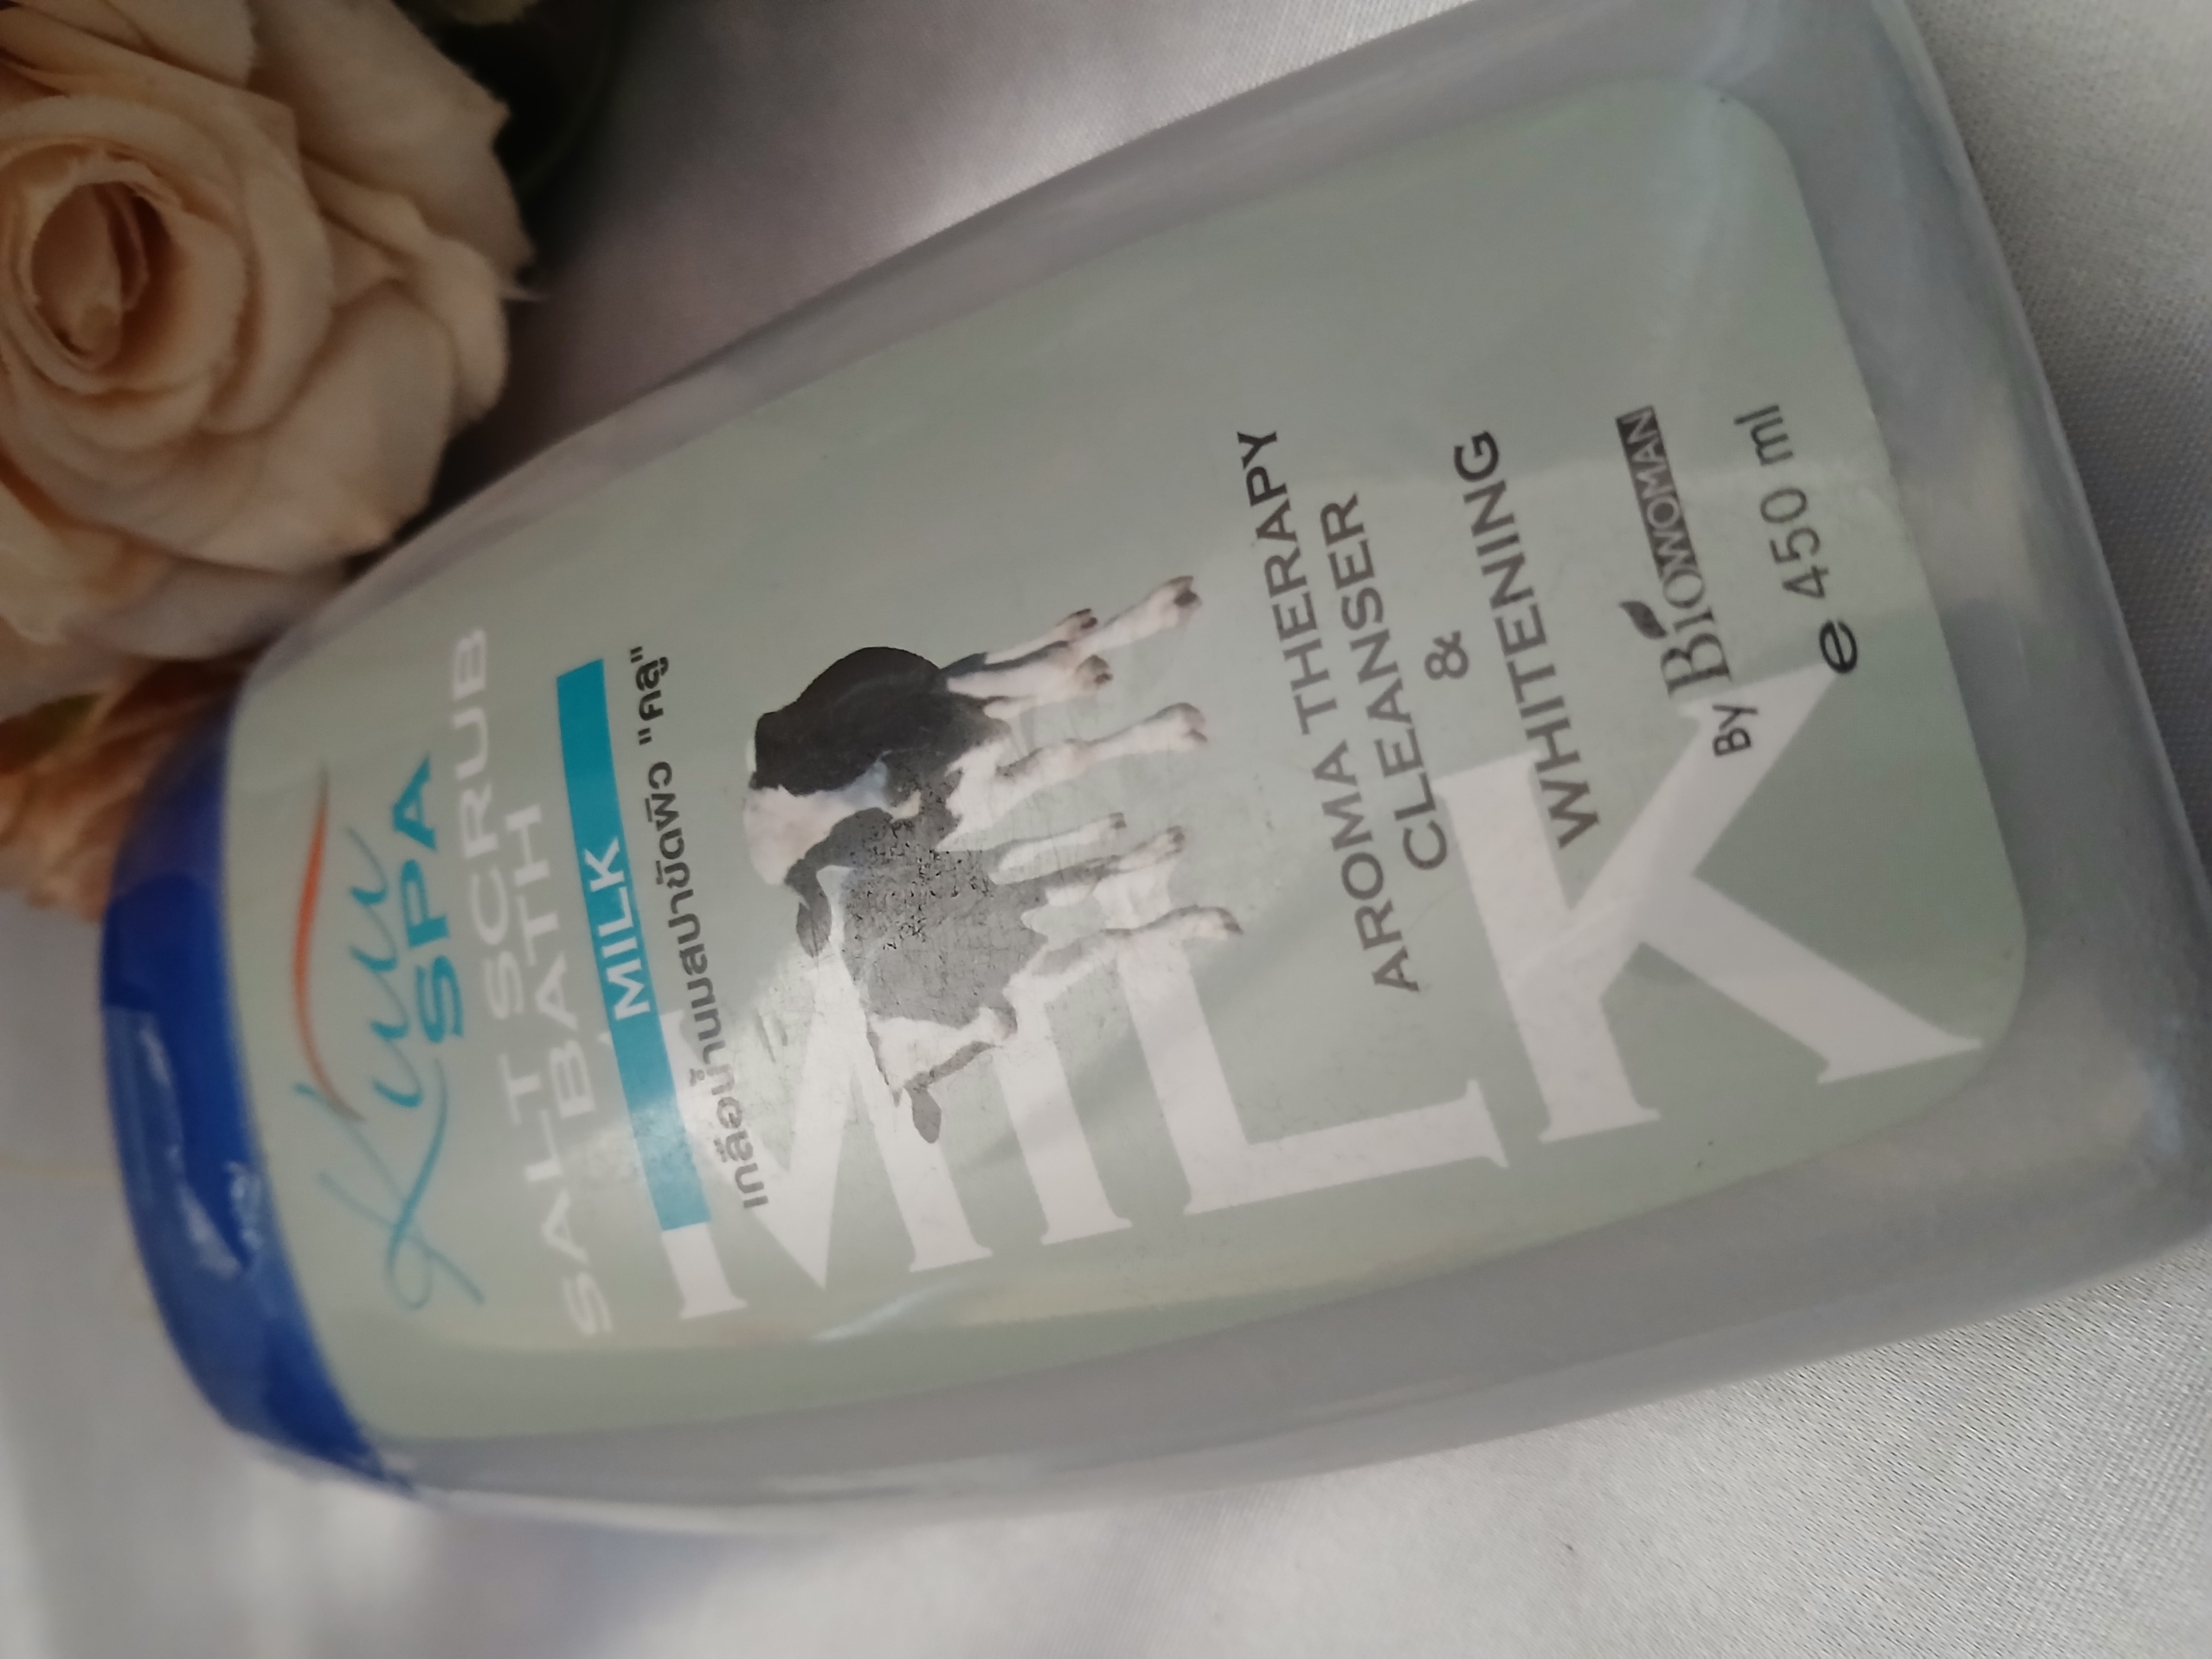 Kuu
SPA
SALT SCRUB
BATH
MILK
เกลือน้ำนมสปาขัดผิว "คลู"
MILK
AROMA THERAPY
CLEANSER
&
WHITENING
BY BIOWOMAN
e 450 ml